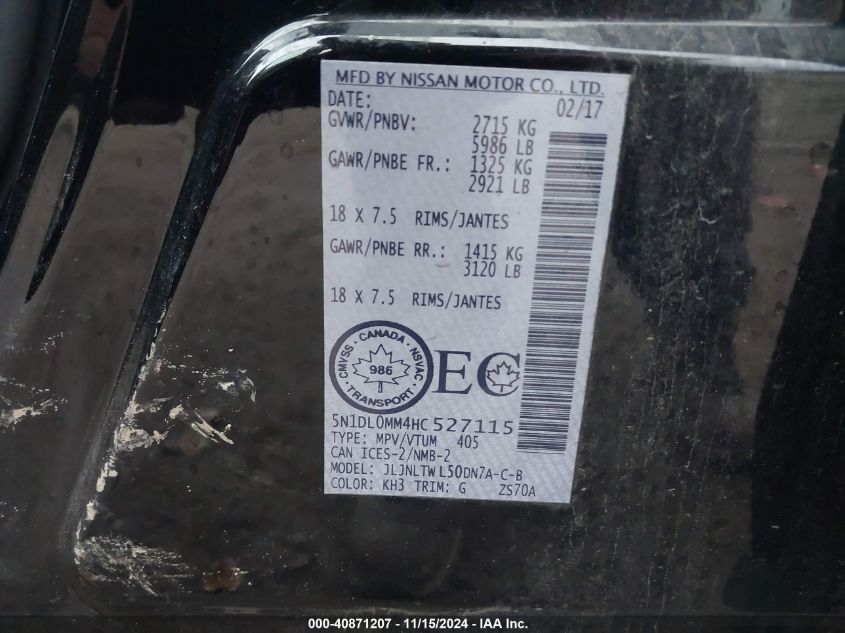 MFD BY NISSAN MOTOR CO., LTD.
DATE: 02/17
GVWR/PNBV: 2715 KG
5986 LB
GAWR/PNBE FR.: 1325 KG
2921 LB
18 X 7.5 RIMS/JANTES
GAWR/PNBE RR.: 1415 KG
3120 LB
18 X 7.5 RIMS/JANTES
CMVSS · CANADA · NSVAC
986
· TRANSPORT ·
EC
5N1DL0MM4HC527115
TYPE: MPV/VTUM 405
CAN ICES-2/NMB-2
MODEL: JLJNLTWL50DN7A-C-B
COLOR: KH3 TRIM: G ZS70A
000-40871207 - 11/15/2024 - IAA Inc.